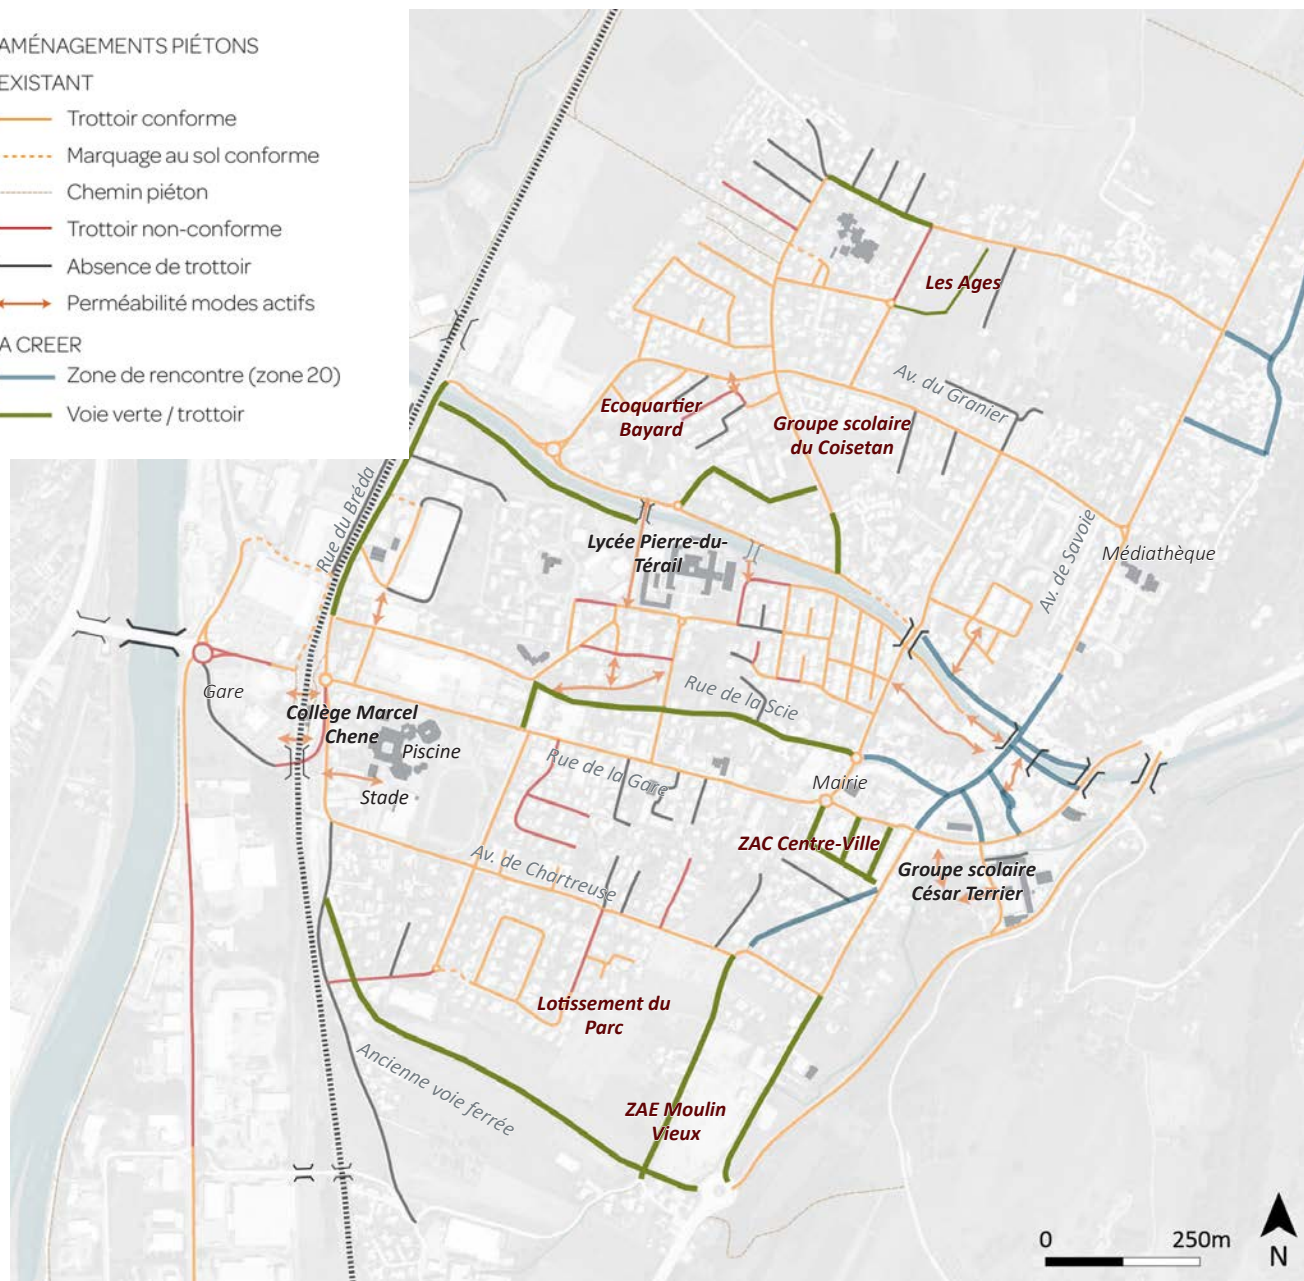 AMÉNAGEMENTS PIÉTONS
EXISTANT
Trottoir conforme
Marquage au sol conforme
Chemin piéton
Trottoir non-conforme
Absence de trottoir
Perméabilité modes actifs
A CREER
Zone de rencontre (zone 20)
Voie verte / trottoir
Les Ages
Av. du Granier
Ecoquartier
Bayard
Groupe scolaire
du Coisetan
Rue du Bréda
Lycée Pierre-du-
Térail
Av. de Savoie
Médiathèque
Gare
Collège Marcel
Chene
Piscine
Stade
Rue de la Scie
Rue de la Gare
Mairie
ZAC Centre-Ville
Av. de Chartreuse
Groupe scolaire
César Terrier
Lotissement du
Parc
Ancienne voie ferrée
ZAE Moulin
Vieux
0 250m
N